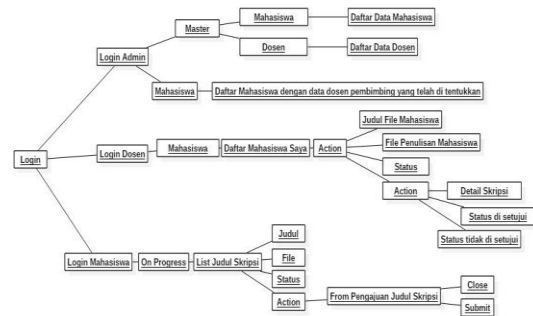 Mahasiswa
Daftar Data Mahasiswa
Master
Dosen
Daftar Data Dosen
Login Admin
Mahasiswa
Daftar Mahasiswa dengan data dosen pembimbing yang telah di tentukkan
Judul File Mahasiswa
File Penulisan Mahasiswa
Login
Login Dosen
Mahasiswa
Daftar Mahasiswa Saya
Action
Status
Action
Detail Skripsi
Status di setujui
Status tidak di setujui
Login Mahasiswa
On Progress
List Judul Skripsi
Judul
File
Status
Action
From Pengajuan Judul Skripsi
Close
Submit